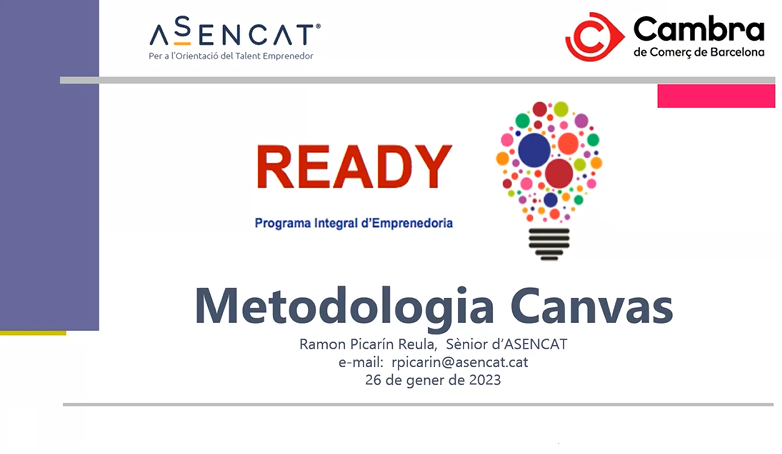 ASENCAT®
Per a l'Orientació del Talent Emprenedor
Cambra
de Comerç de Barcelona
READY
Programa Integral d'Emprenedoria
Metodologia Canvas
Ramon Picarín Reula, Sènior d'ASENCAT
e-mail: rpicarin@asencat.cat
26 de gener de 2023